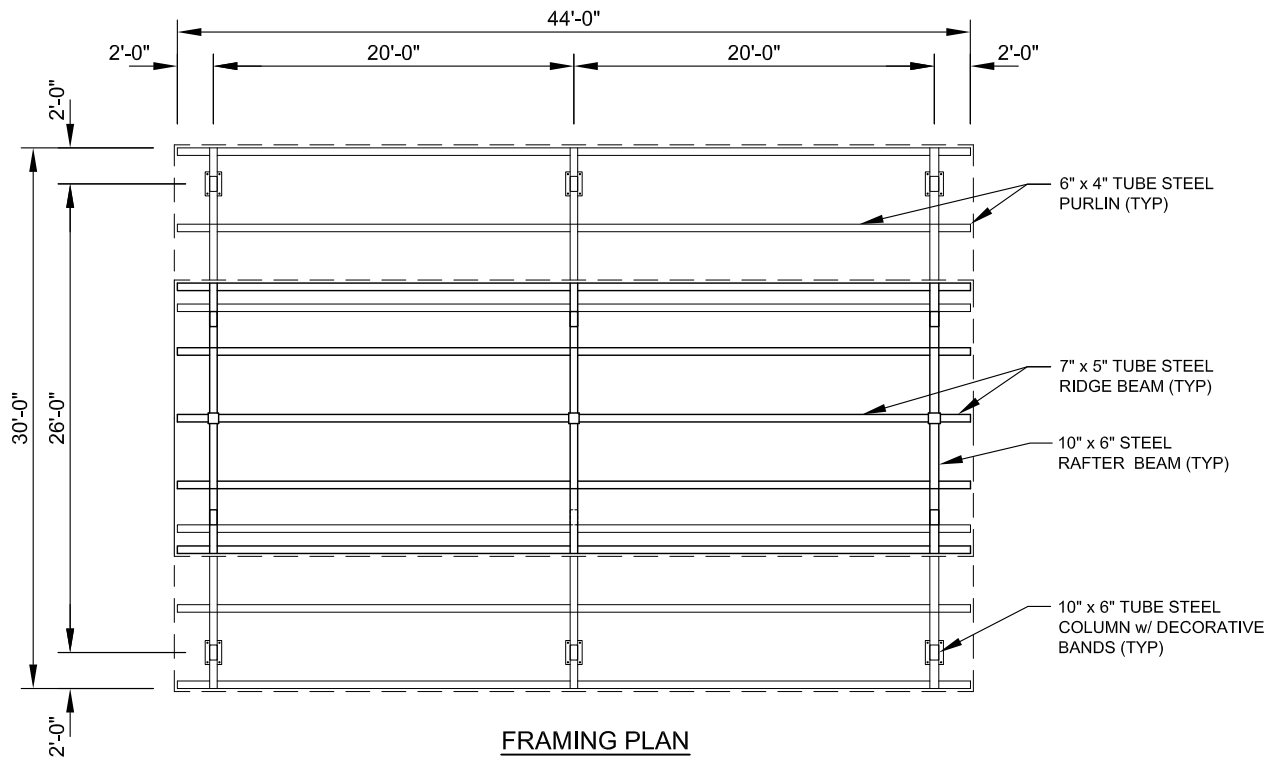 44'-0"
2'-0"
20'-0"
20'-0"
2'-0"
2'-0"
30'-0"
26'-0"
2'-0"
6" x 4" TUBE STEEL
PURLIN (TYP)
7" x 5" TUBE STEEL
RIDGE BEAM (TYP)
10" x 6" STEEL
RAFTER BEAM (TYP)
10" x 6" TUBE STEEL
COLUMN w/ DECORATIVE
BANDS (TYP)
FRAMING PLAN